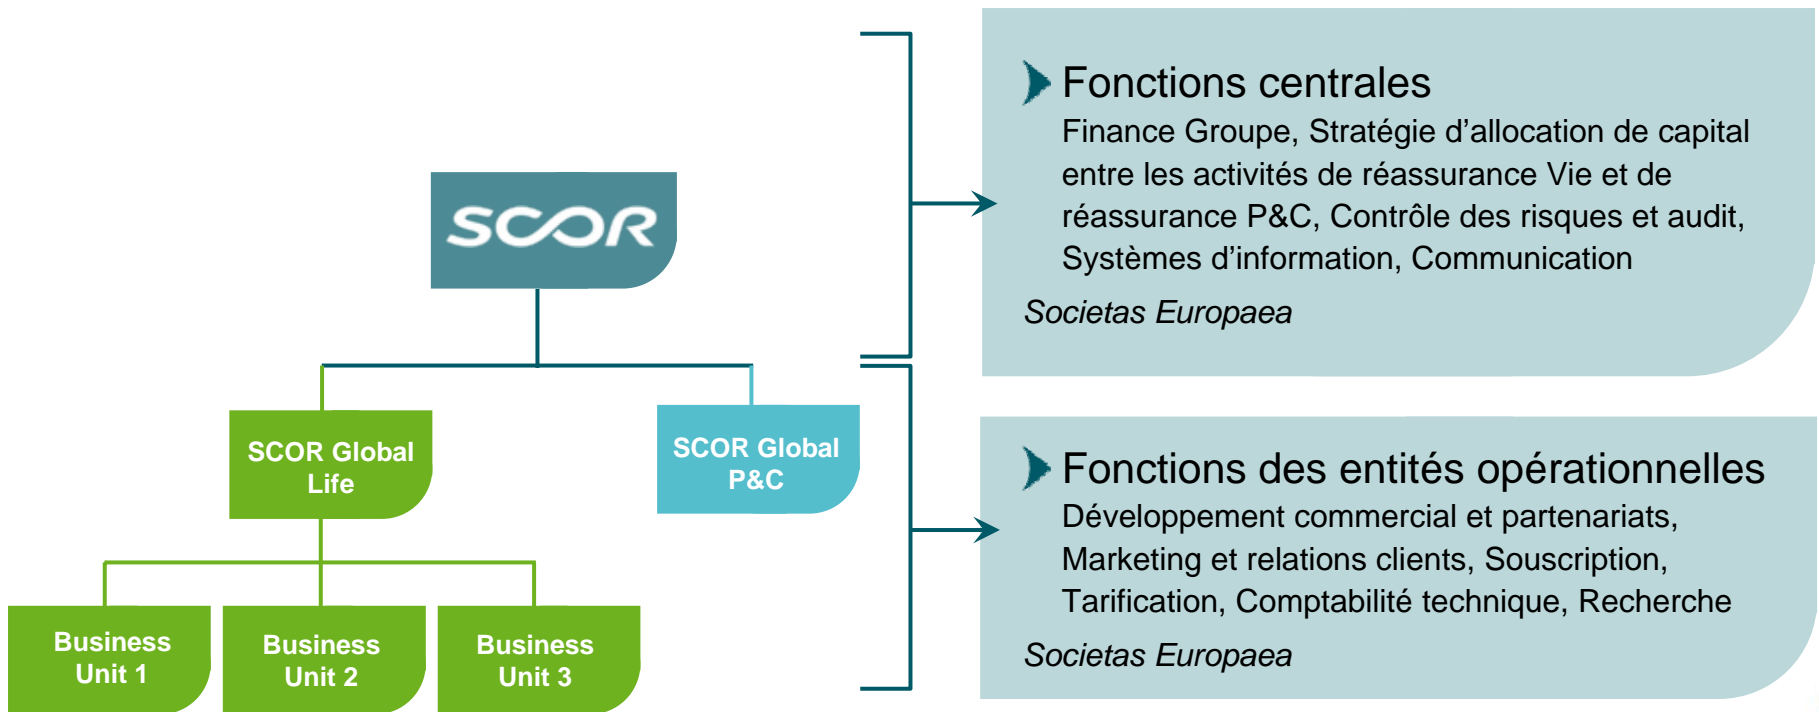 SCOR
SCOR Global
Life
SCOR Global
P&C
Business
Unit 1
Business
Unit 2
Business
Unit 3
Fonctions centrales
Finance Groupe, Stratégie d’allocation de capital
entre les activités de réassurance Vie et de
réassurance P&C, Contrôle des risques et audit,
Systèmes d’information, Communication
Societas Europaea
Fonctions des entités opérationnelles
Développement commercial et partenariats,
Marketing et relations clients, Souscription,
Tarification, Comptabilité technique, Recherche
Societas Europaea